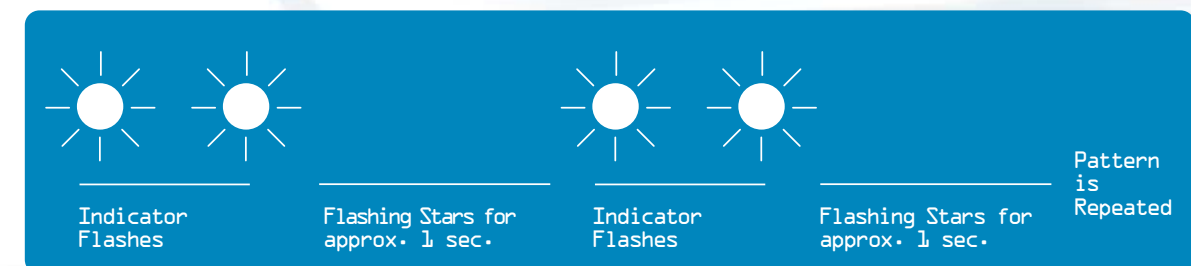 Indicator
Flashes
Flashing Stars for
approx. 1 sec.
Indicator
Flashes
Flashing Stars for
approx. 1 sec.
Pattern
is
Repeated